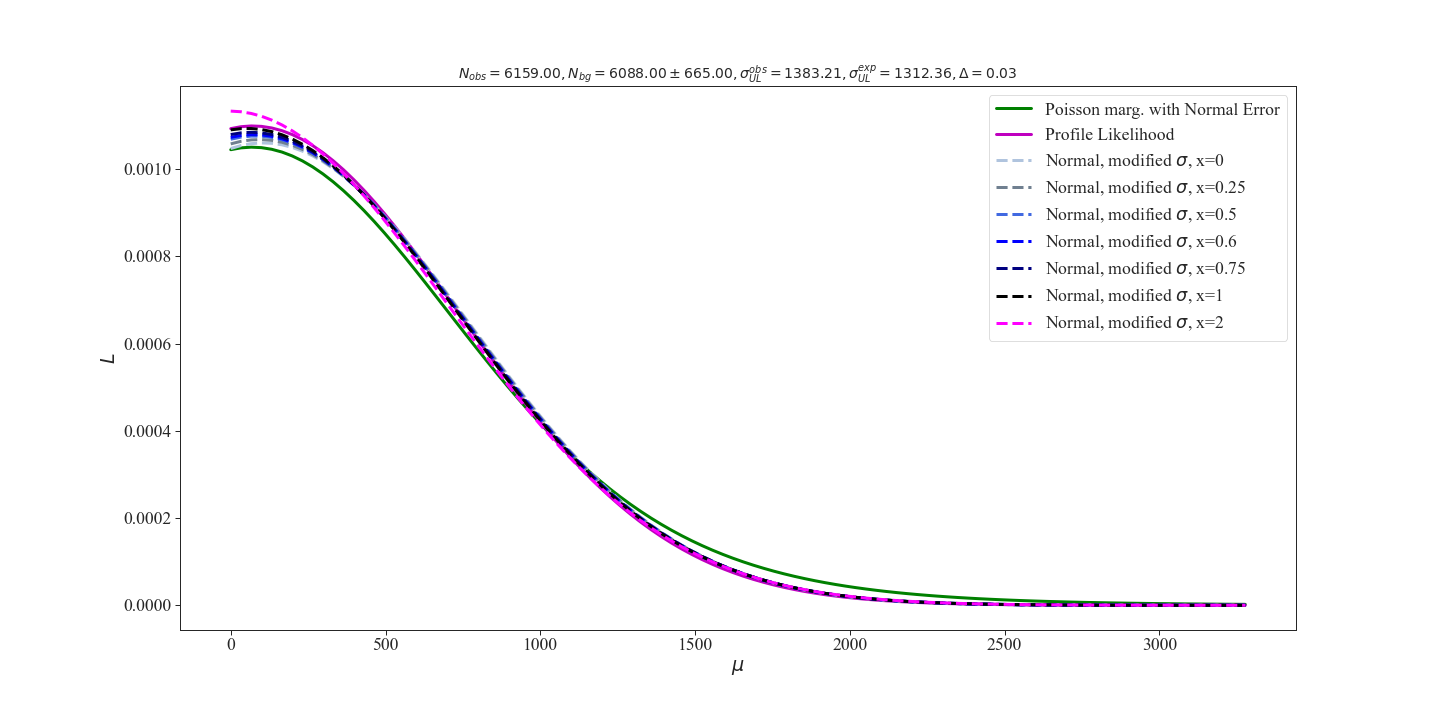 N_obs = 6159.00, N_bg = 6088.00 ± 665.00, σ_UL^obs = 1383.21, σ_UL^exp = 1312.36, Δ = 0.03
Poisson marg. with Normal Error
Profile Likelihood
Normal, modified σ, x=0
Normal, modified σ, x=0.25
Normal, modified σ, x=0.5
Normal, modified σ, x=0.6
Normal, modified σ, x=0.75
Normal, modified σ, x=1
Normal, modified σ, x=2
L
0.0010
0.0008
0.0006
0.0004
0.0002
0.0000
0 500 1000 1500 2000 2500 3000
μ